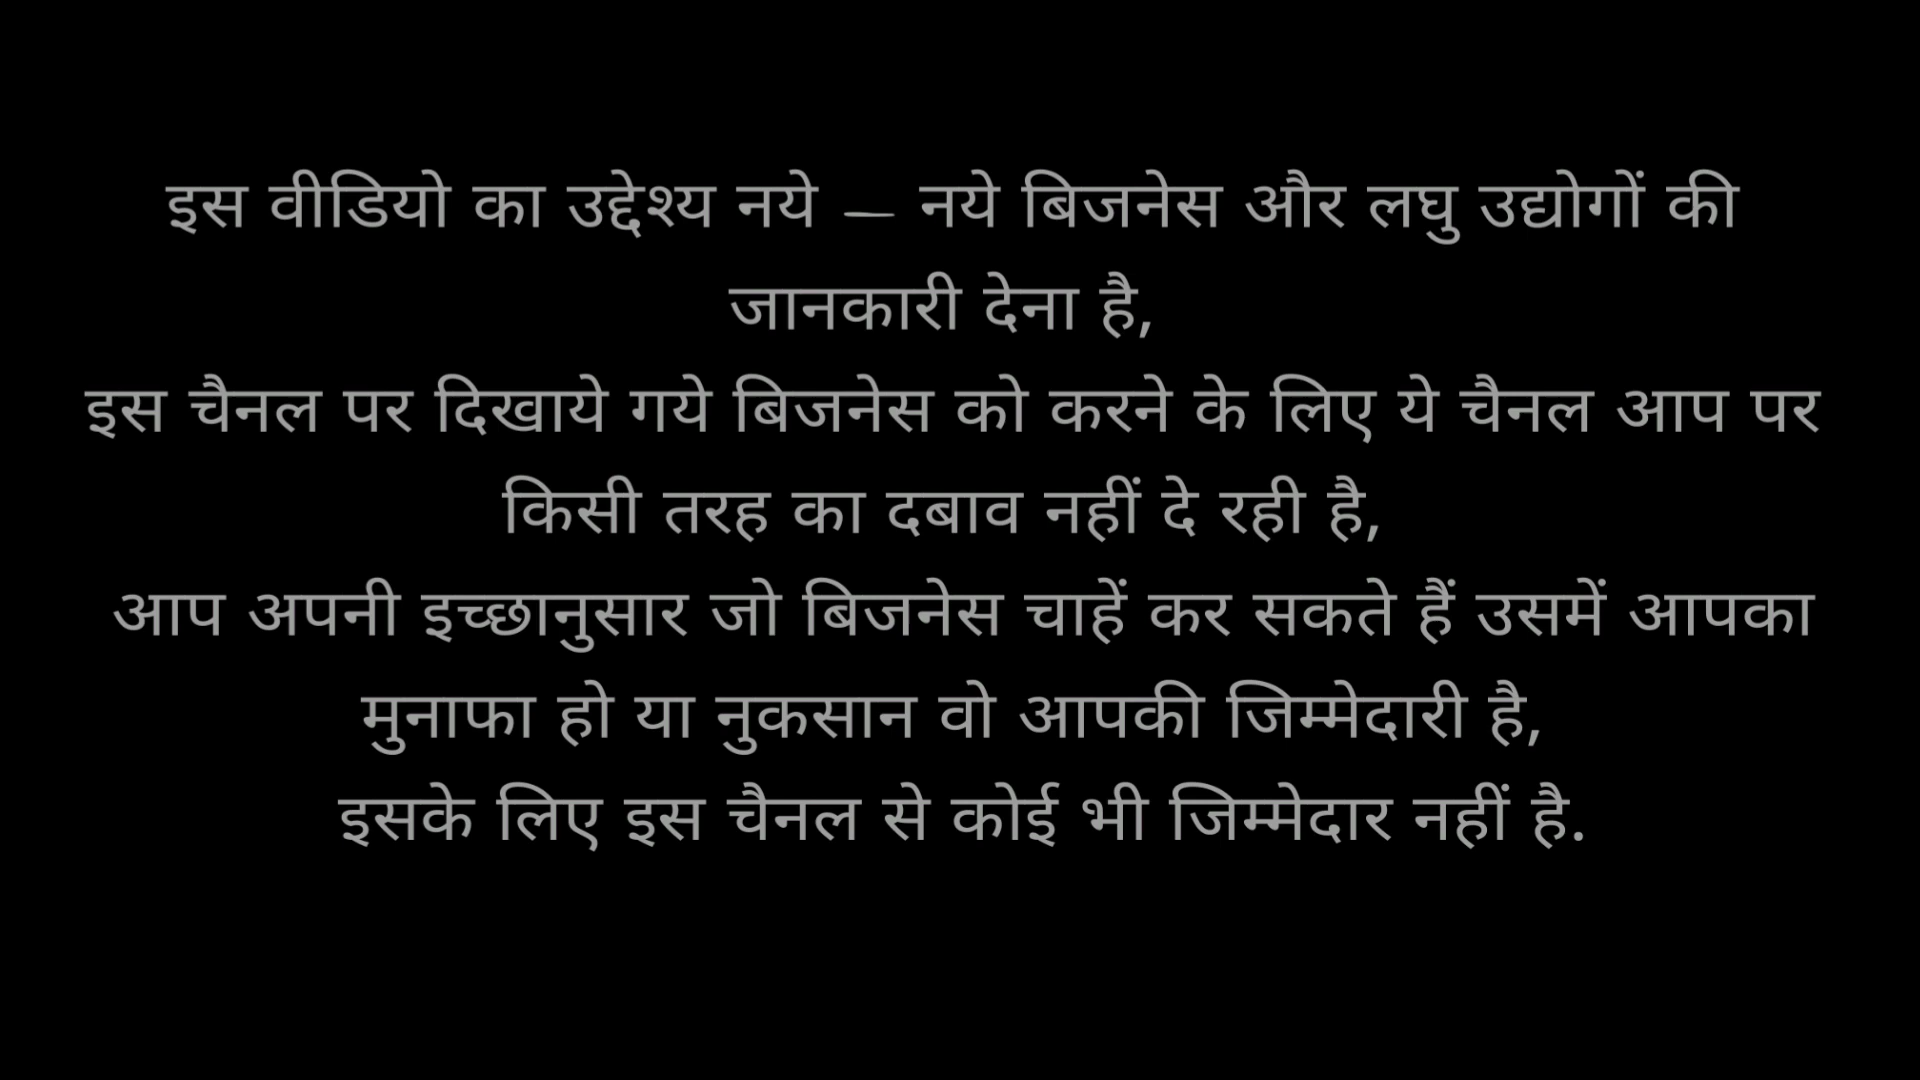 इस वीडियो का उद्देश्य नये — नये बिजनेस और लघु उद्योगों की
जानकारी देना है,
इस चैनल पर दिखाये गये बिजनेस को करने के लिए ये चैनल आप पर
किसी तरह का दबाव नहीं दे रही है,
आप अपनी इच्छानुसार जो बिजनेस चाहें कर सकते हैं उसमें आपका
मुनाफा हो या नुकसान वो आपकी जिम्मेदारी है,
इसके लिए इस चैनल से कोई भी जिम्मेदार नहीं है.